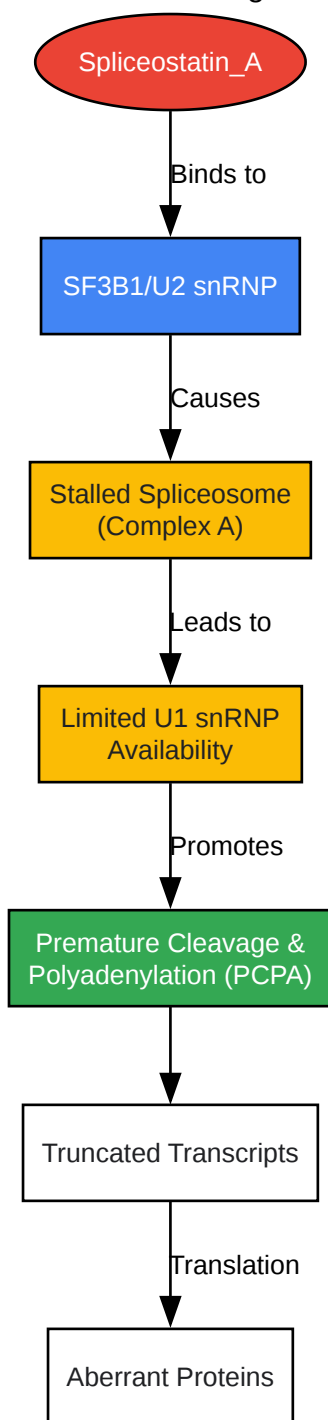 Spliceostatin_A
Binds to
SF3B1/U2 snRNP
Causes
Stalled Spliceosome
(Complex A)
Leads to
Limited U1 snRNP
Availability
Promotes
Premature Cleavage &
Polyadenylation (PCPA)
Truncated Transcripts
Translation
Aberrant Proteins